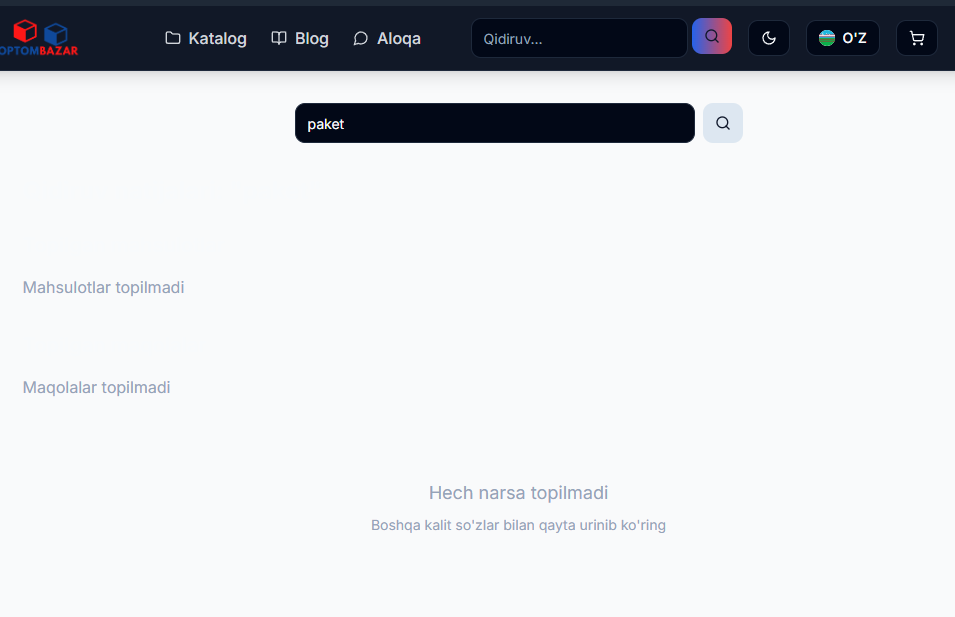 OPTOMBAZAR
Katalog Blog Aloqa Qidiruv... O'Z
paket
Mahsulotlar topilmadi
Maqolalar topilmadi
Hech narsa topilmadi
Boshqa kalit so'zlar bilan qayta urinib ko'ring